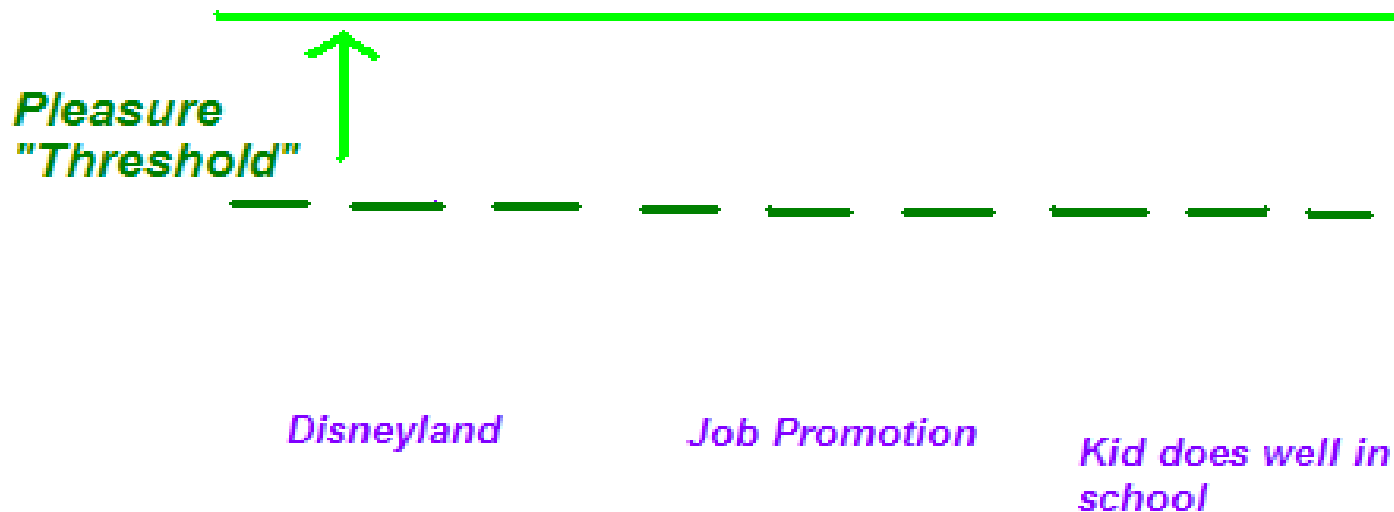 Pleasure
"Threshold"
Disneyland
Job Promotion
Kid does well in
school